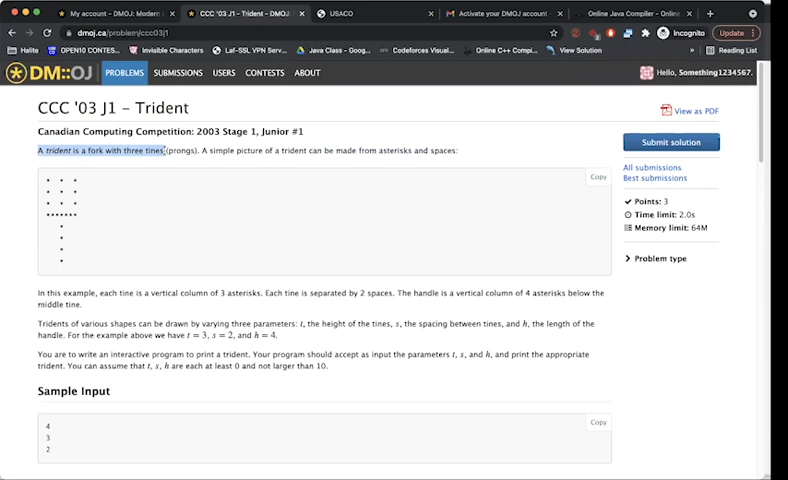 My account - DMOJ: Modern
CCC '03 J1 - Trident - DMOJ:
USACO
Activate your DMOJ account -
Online Java Compiler - Online
dmoj.ca/problem/ccc03j1
Incognito
Update
Halite
OPEN10 CONTES...
Invisible Characters
Laf-SSL VPN Serv...
Java Class - Goog...
Codeforces Visual...
Online C++ Compi...
View Solution
»
Reading List
DM::OJ
PROBLEMS
SUBMISSIONS
USERS
CONTESTS
ABOUT
Hello, Something1234567.
CCC '03 J1 - Trident
View as PDF
Canadian Computing Competition: 2003 Stage 1, Junior #1
A trident is a fork with three tines (prongs). A simple picture of a trident can be made from asterisks and spaces:
Copy
*  *  *
*  *  *
*  *  *
*******
   *
   *
   *
   *
In this example, each tine is a vertical column of 3 asterisks. Each tine is separated by 2 spaces. The handle is a vertical column of 4 asterisks below the
middle tine.
Tridents of various shapes can be drawn by varying three parameters: t, the height of the tines, s, the spacing between tines, and h, the length of the
handle. For the example above we have t = 3, s = 2, and h = 4.
You are to write an interactive program to print a trident. Your program should accept as input the parameters t, s, and h, and print the appropriate
trident. You can assume that t, s, h are each at least 0 and not larger than 10.
Sample Input
Copy
4
3
2
Submit solution
All submissions
Best submissions
Points: 3
Time limit: 2.0s
Memory limit: 64M
Problem type